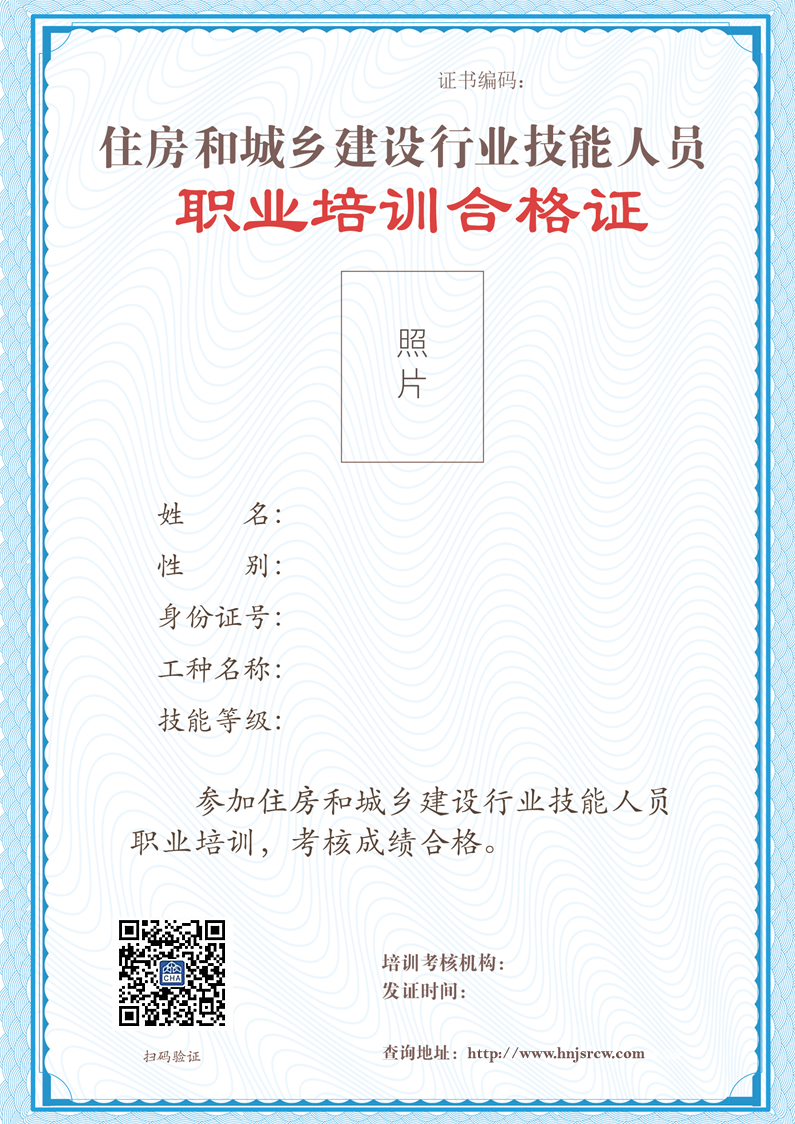 证书编码：
住房和城乡建设行业技能人员
职业培训合格证
照
片
姓　　名：
性　　别：
身份证号：
工种名称：
技能等级：
参加住房和城乡建设行业技能人员
职业培训，考核成绩合格。
CHA
培训考核机构：
发证时间：
扫码验证
查询地址：http://www.hnjsrcw.com